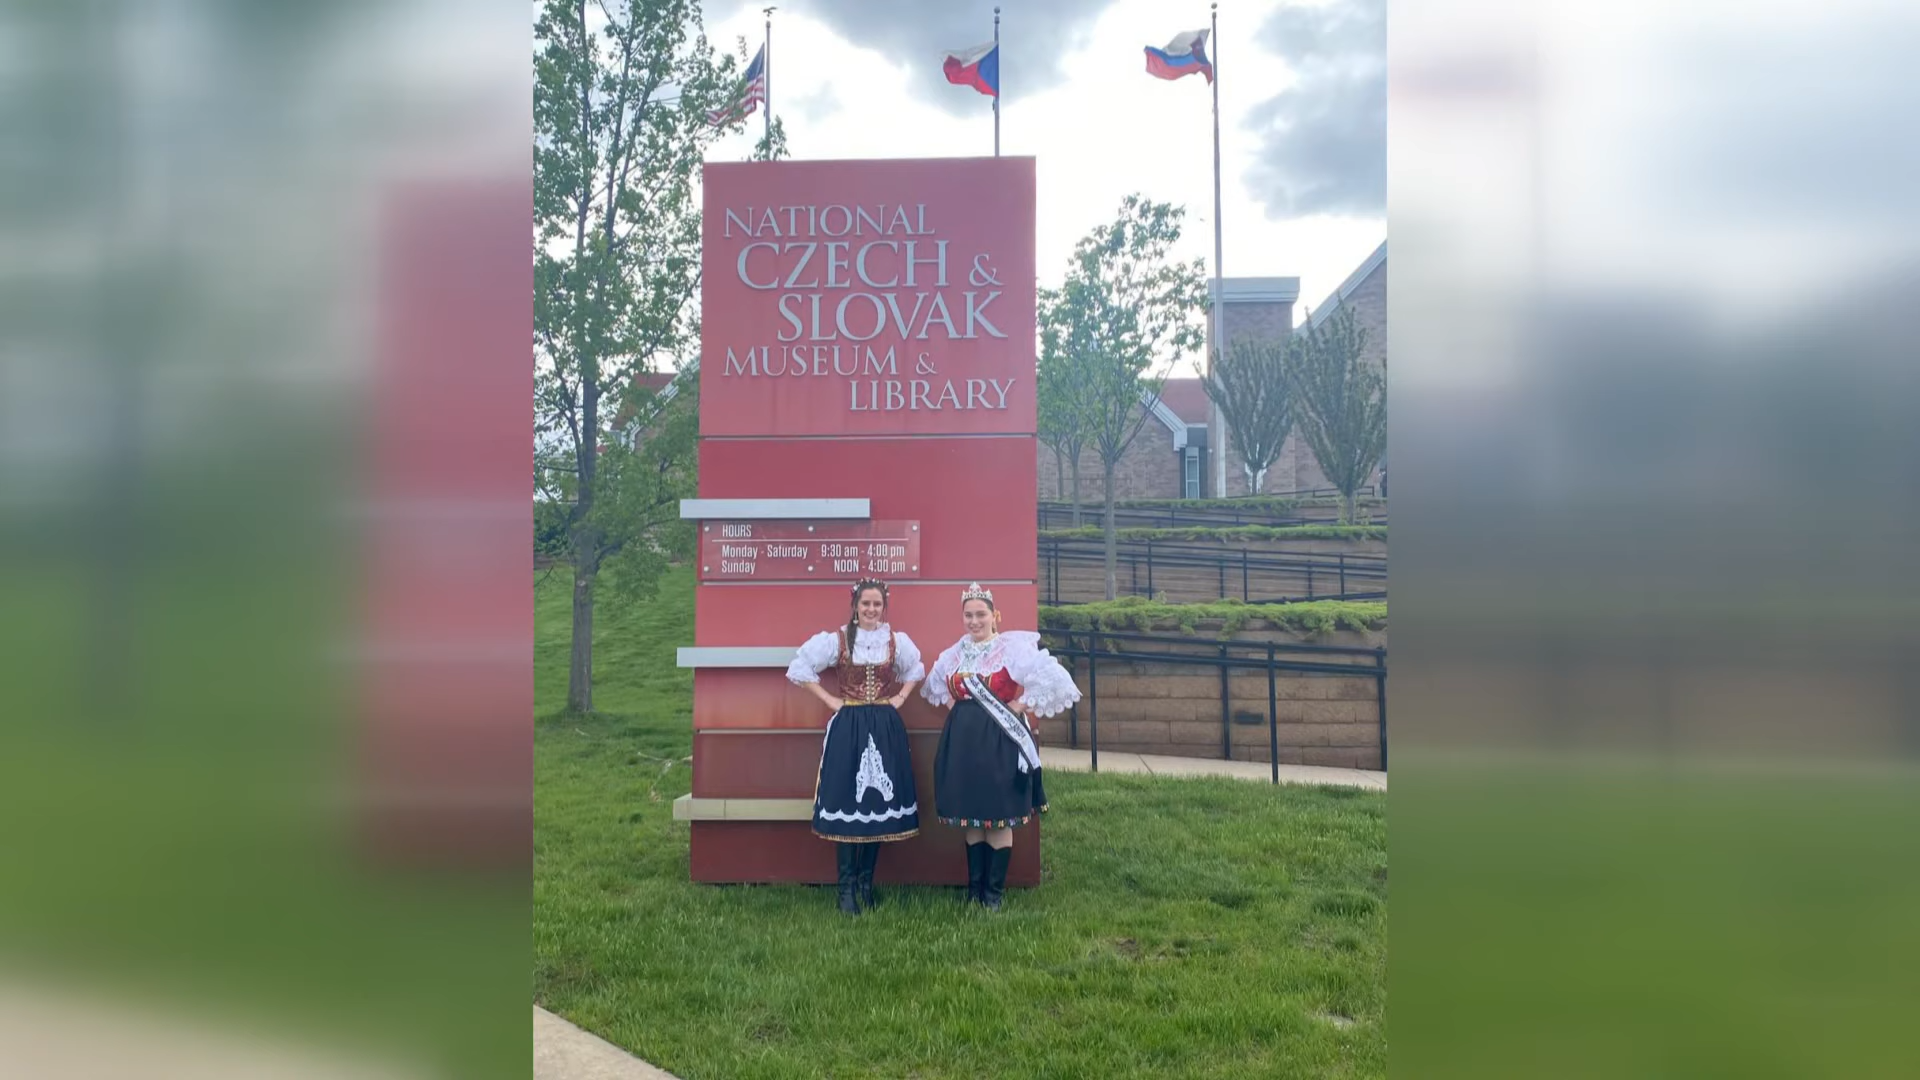 NATIONAL
CZECH &
SLOVAK
MUSEUM &
LIBRARY
HOURS
Monday - Saturday 9:30 am - 4:00 pm
Sunday NOON - 4:00 pm